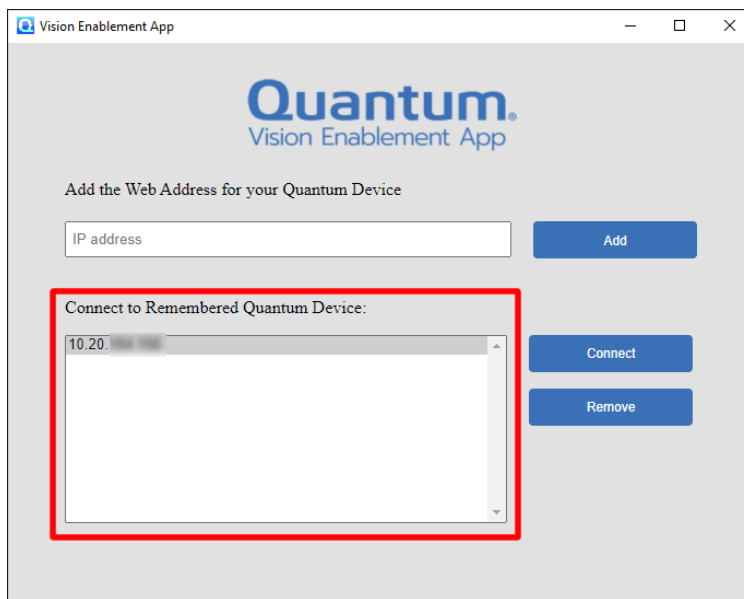 Vision Enablement App
Quantum®
Vision Enablement App
Add the Web Address for your Quantum Device
IP address
Add
Connect to Remembered Quantum Device:
10.20.
Connect
Remove